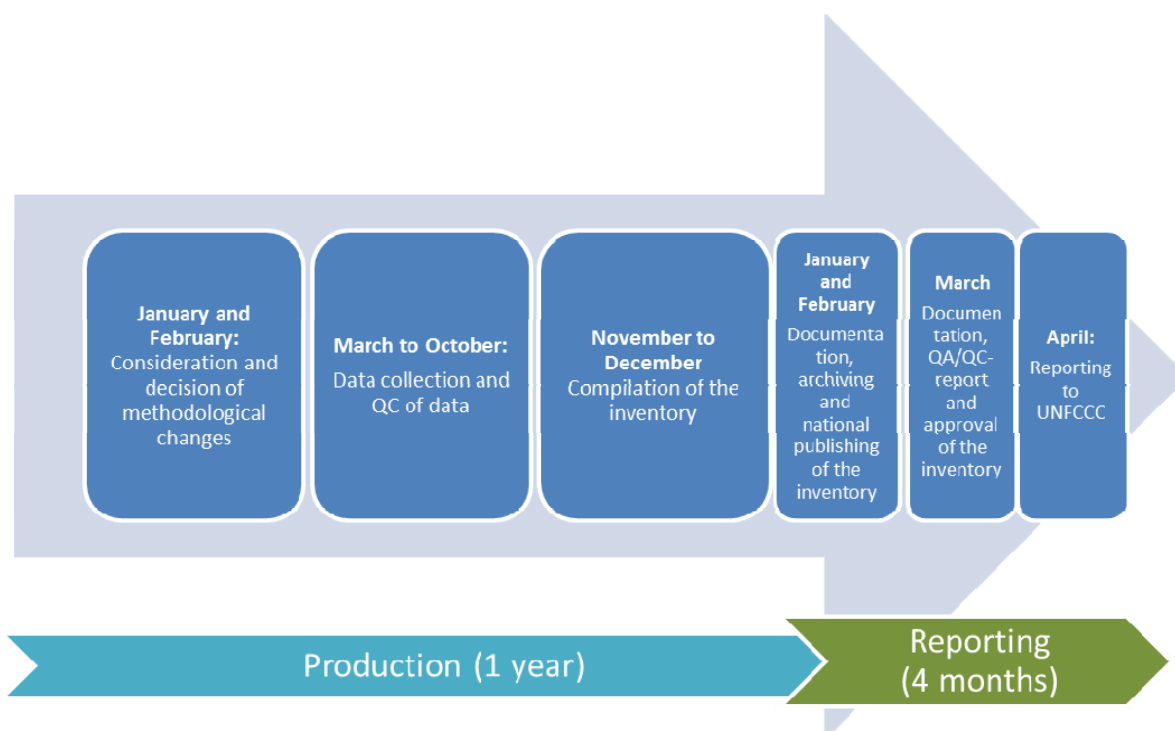 January and
February:
Consideration and
decision of
methodological
changes
March to October:
Data collection and
QC of data
November to
December
Compilation of the
inventory
January
and
February
Documenta
tion,
archiving
and
national
publishing
of the
inventory
March
Documen
tation,
QA/QC-
report
and
approval
of the
inventory
April:
Reporting
to
UNFCCC
Production (1 year)
Reporting
(4 months)